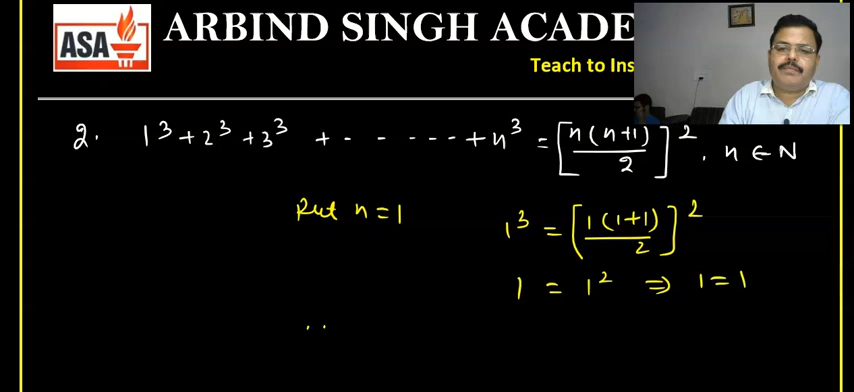 ASA
ARBIND SINGH ACADE
Teach to Ins
2. 1³ + 2³ + 3³ + - - - - - - + n³ = [n(n+1)/2]², n ∈ N
Put n = 1
1³ = [1(1+1)/2]²
1 = 1² ⇒ 1 = 1